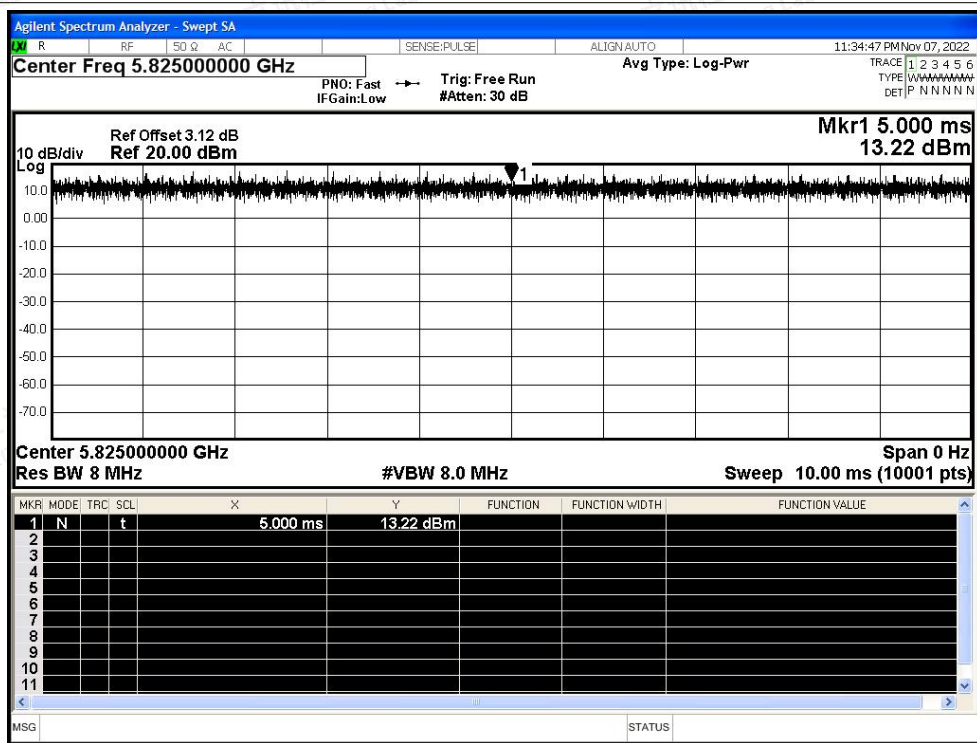 Agilent Spectrum Analyzer - Swept SA
LXI R RF 50 Ω AC SENSE:PULSE ALIGN AUTO 11:34:47 PM Nov 07, 2022
Center Freq 5.825000000 GHz Avg Type: Log-Pwr TRACE 1 2 3 4 5 6
PNO: Fast Trig: Free Run TYPE WWWWWW
IFGain:Low #Atten: 30 dB DET P N N N N N
Ref Offset 3.12 dB Mkr1 5.000 ms
10 dB/div Ref 20.00 dBm 13.22 dBm
Log
1
10.0
0.00
-10.0
-20.0
-30.0
-40.0
-50.0
-60.0
-70.0
Center 5.825000000 GHz Span 0 Hz
Res BW 8 MHz #VBW 8.0 MHz Sweep 10.00 ms (10001 pts)
MKR MODE TRC SCL X Y FUNCTION FUNCTION WIDTH FUNCTION VALUE
1 N t 5.000 ms 13.22 dBm
2
3
4
5
6
7
8
9
10
11
MSG STATUS